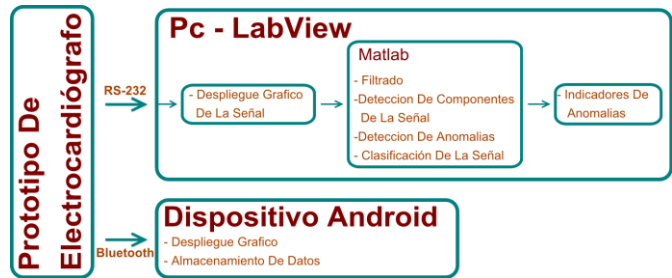 Prototipo De
Electrocardiógrafo
RS-232
Bluetooth
Pc - LabView
- Despliegue Grafico
De La Señal
Matlab
- Filtrado
-Deteccion De Componentes
De La Señal
-Deteccion De Anomalias
- Clasificación De La Señal
- Indicadores De
Anomalias
Dispositivo Android
- Despliegue Grafico
- Almacenamiento De Datos